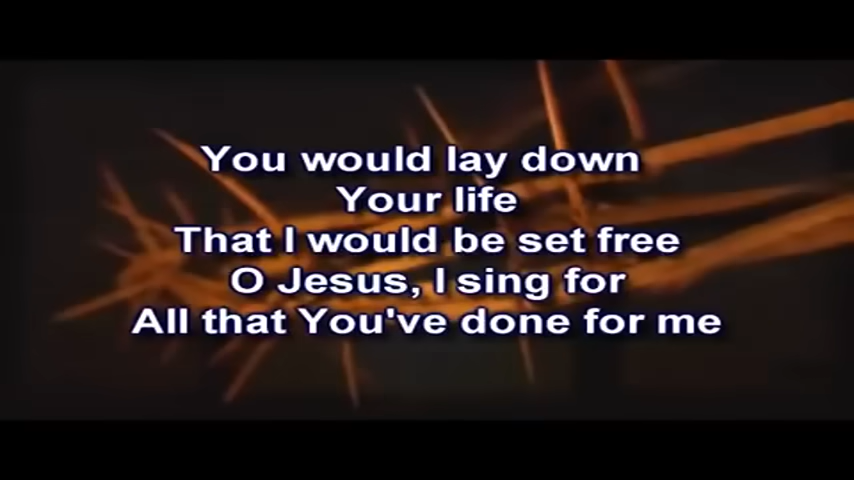 You would lay down
Your life
That I would be set free
O Jesus, I sing for
All that You've done for me